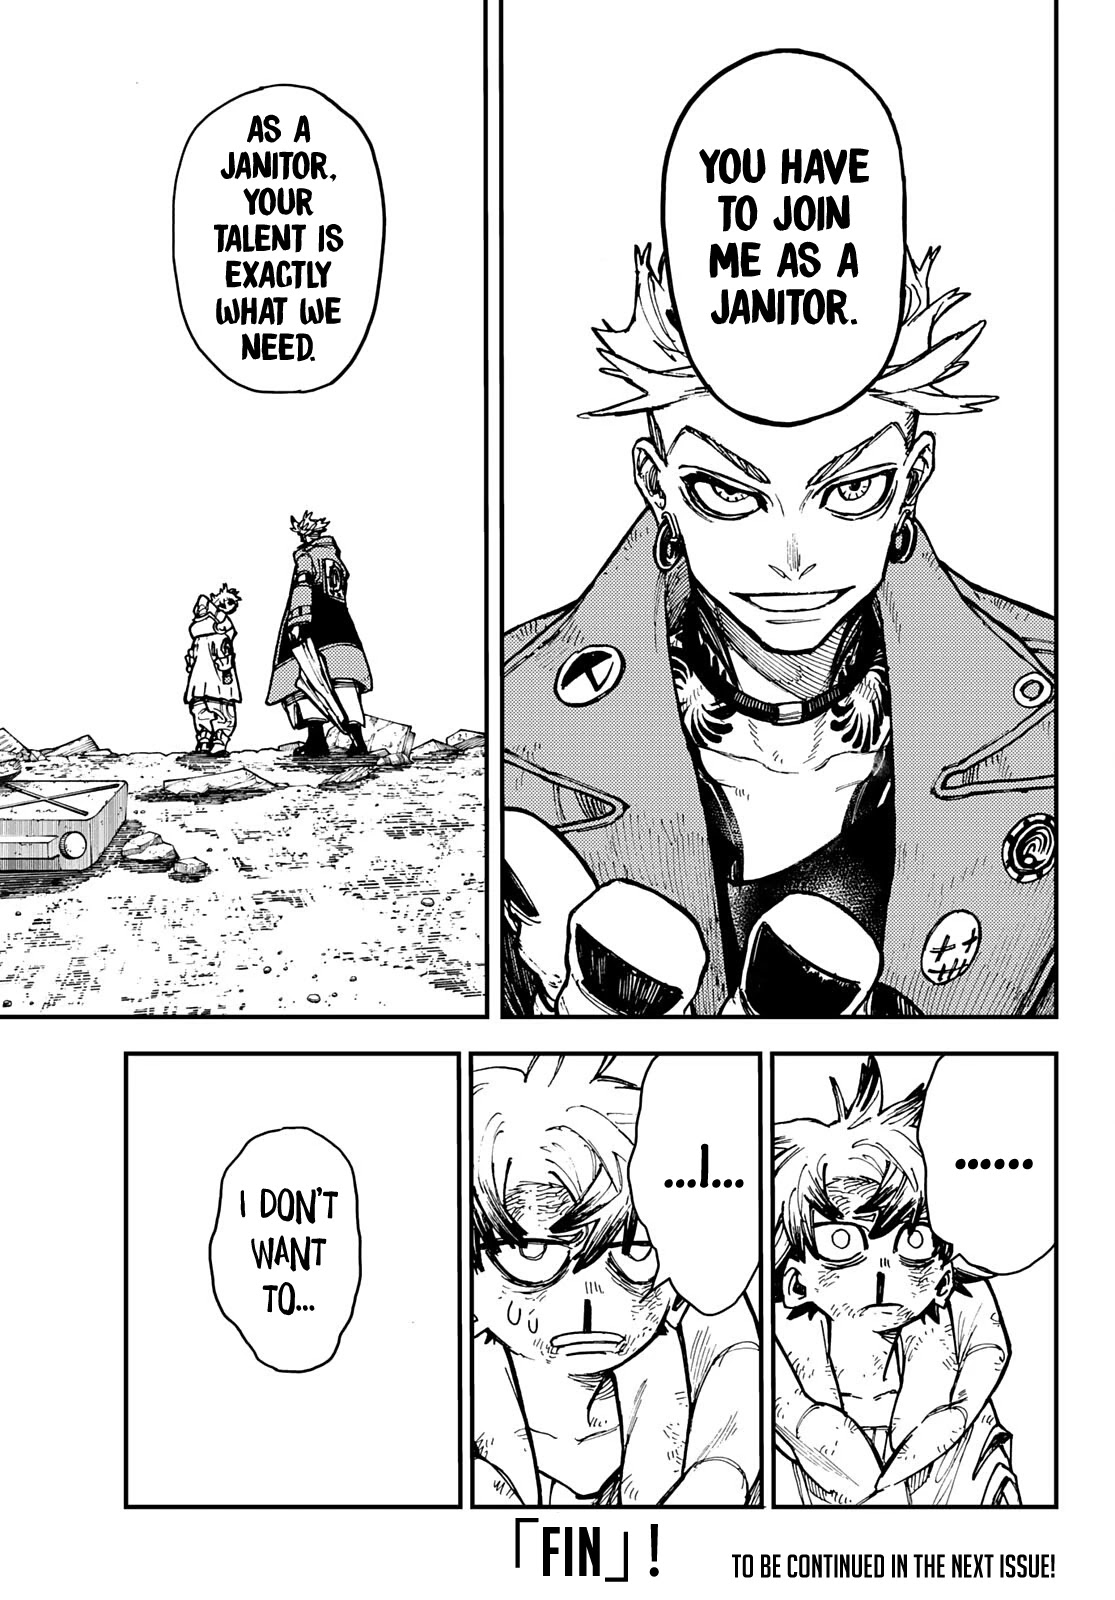 YOU HAVE
TO JOIN
ME AS A
JANITOR.
AS A
JANITOR,
YOUR
TALENT IS
EXACTLY
WHAT WE
NEED.
......
...I...
I DON'T
WANT
TO...
「FIN」!
TO BE CONTINUED IN THE NEXT ISSUE!